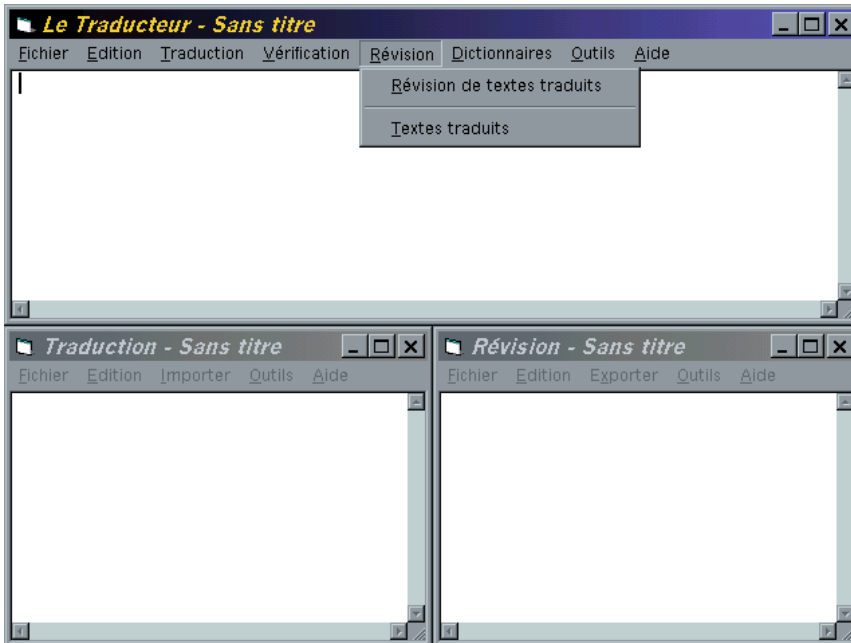 Le Traducteur - Sans titre
Fichier Edition Traduction Vérification Révision Dictionnaires Outils Aide
Révision de textes traduits
Textes traduits
Traduction - Sans titre
Fichier Edition Importer Outils Aide
Révision - Sans titre
Fichier Edition Exporter Outils Aide